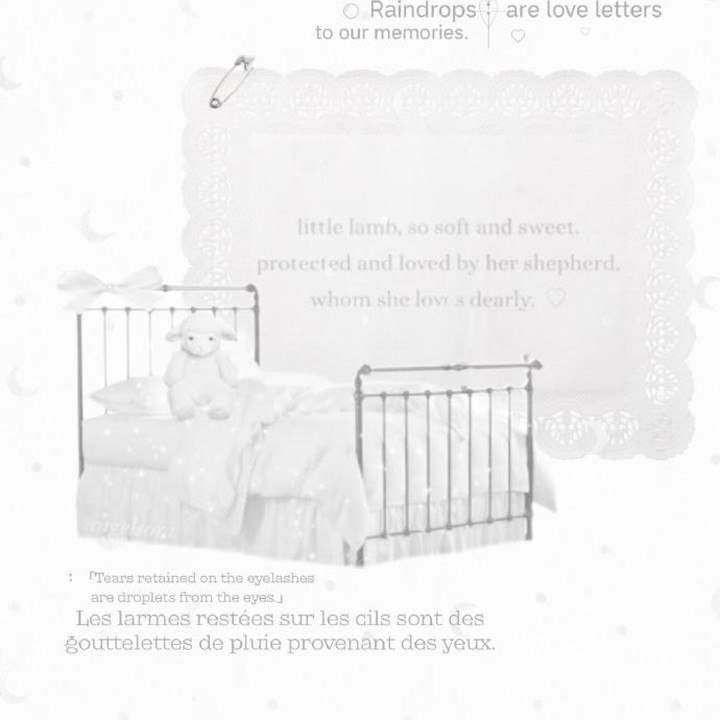 Raindrops are love letters
to our memories.
little lamb, so soft and sweet.
protected and loved by her shepherd,
whom she loves dearly. ♡
: 「Tears retained on the eyelashes
are droplets from the eyes.」
Les larmes restées sur les cils sont des
gouttelettes de pluie provenant des yeux.